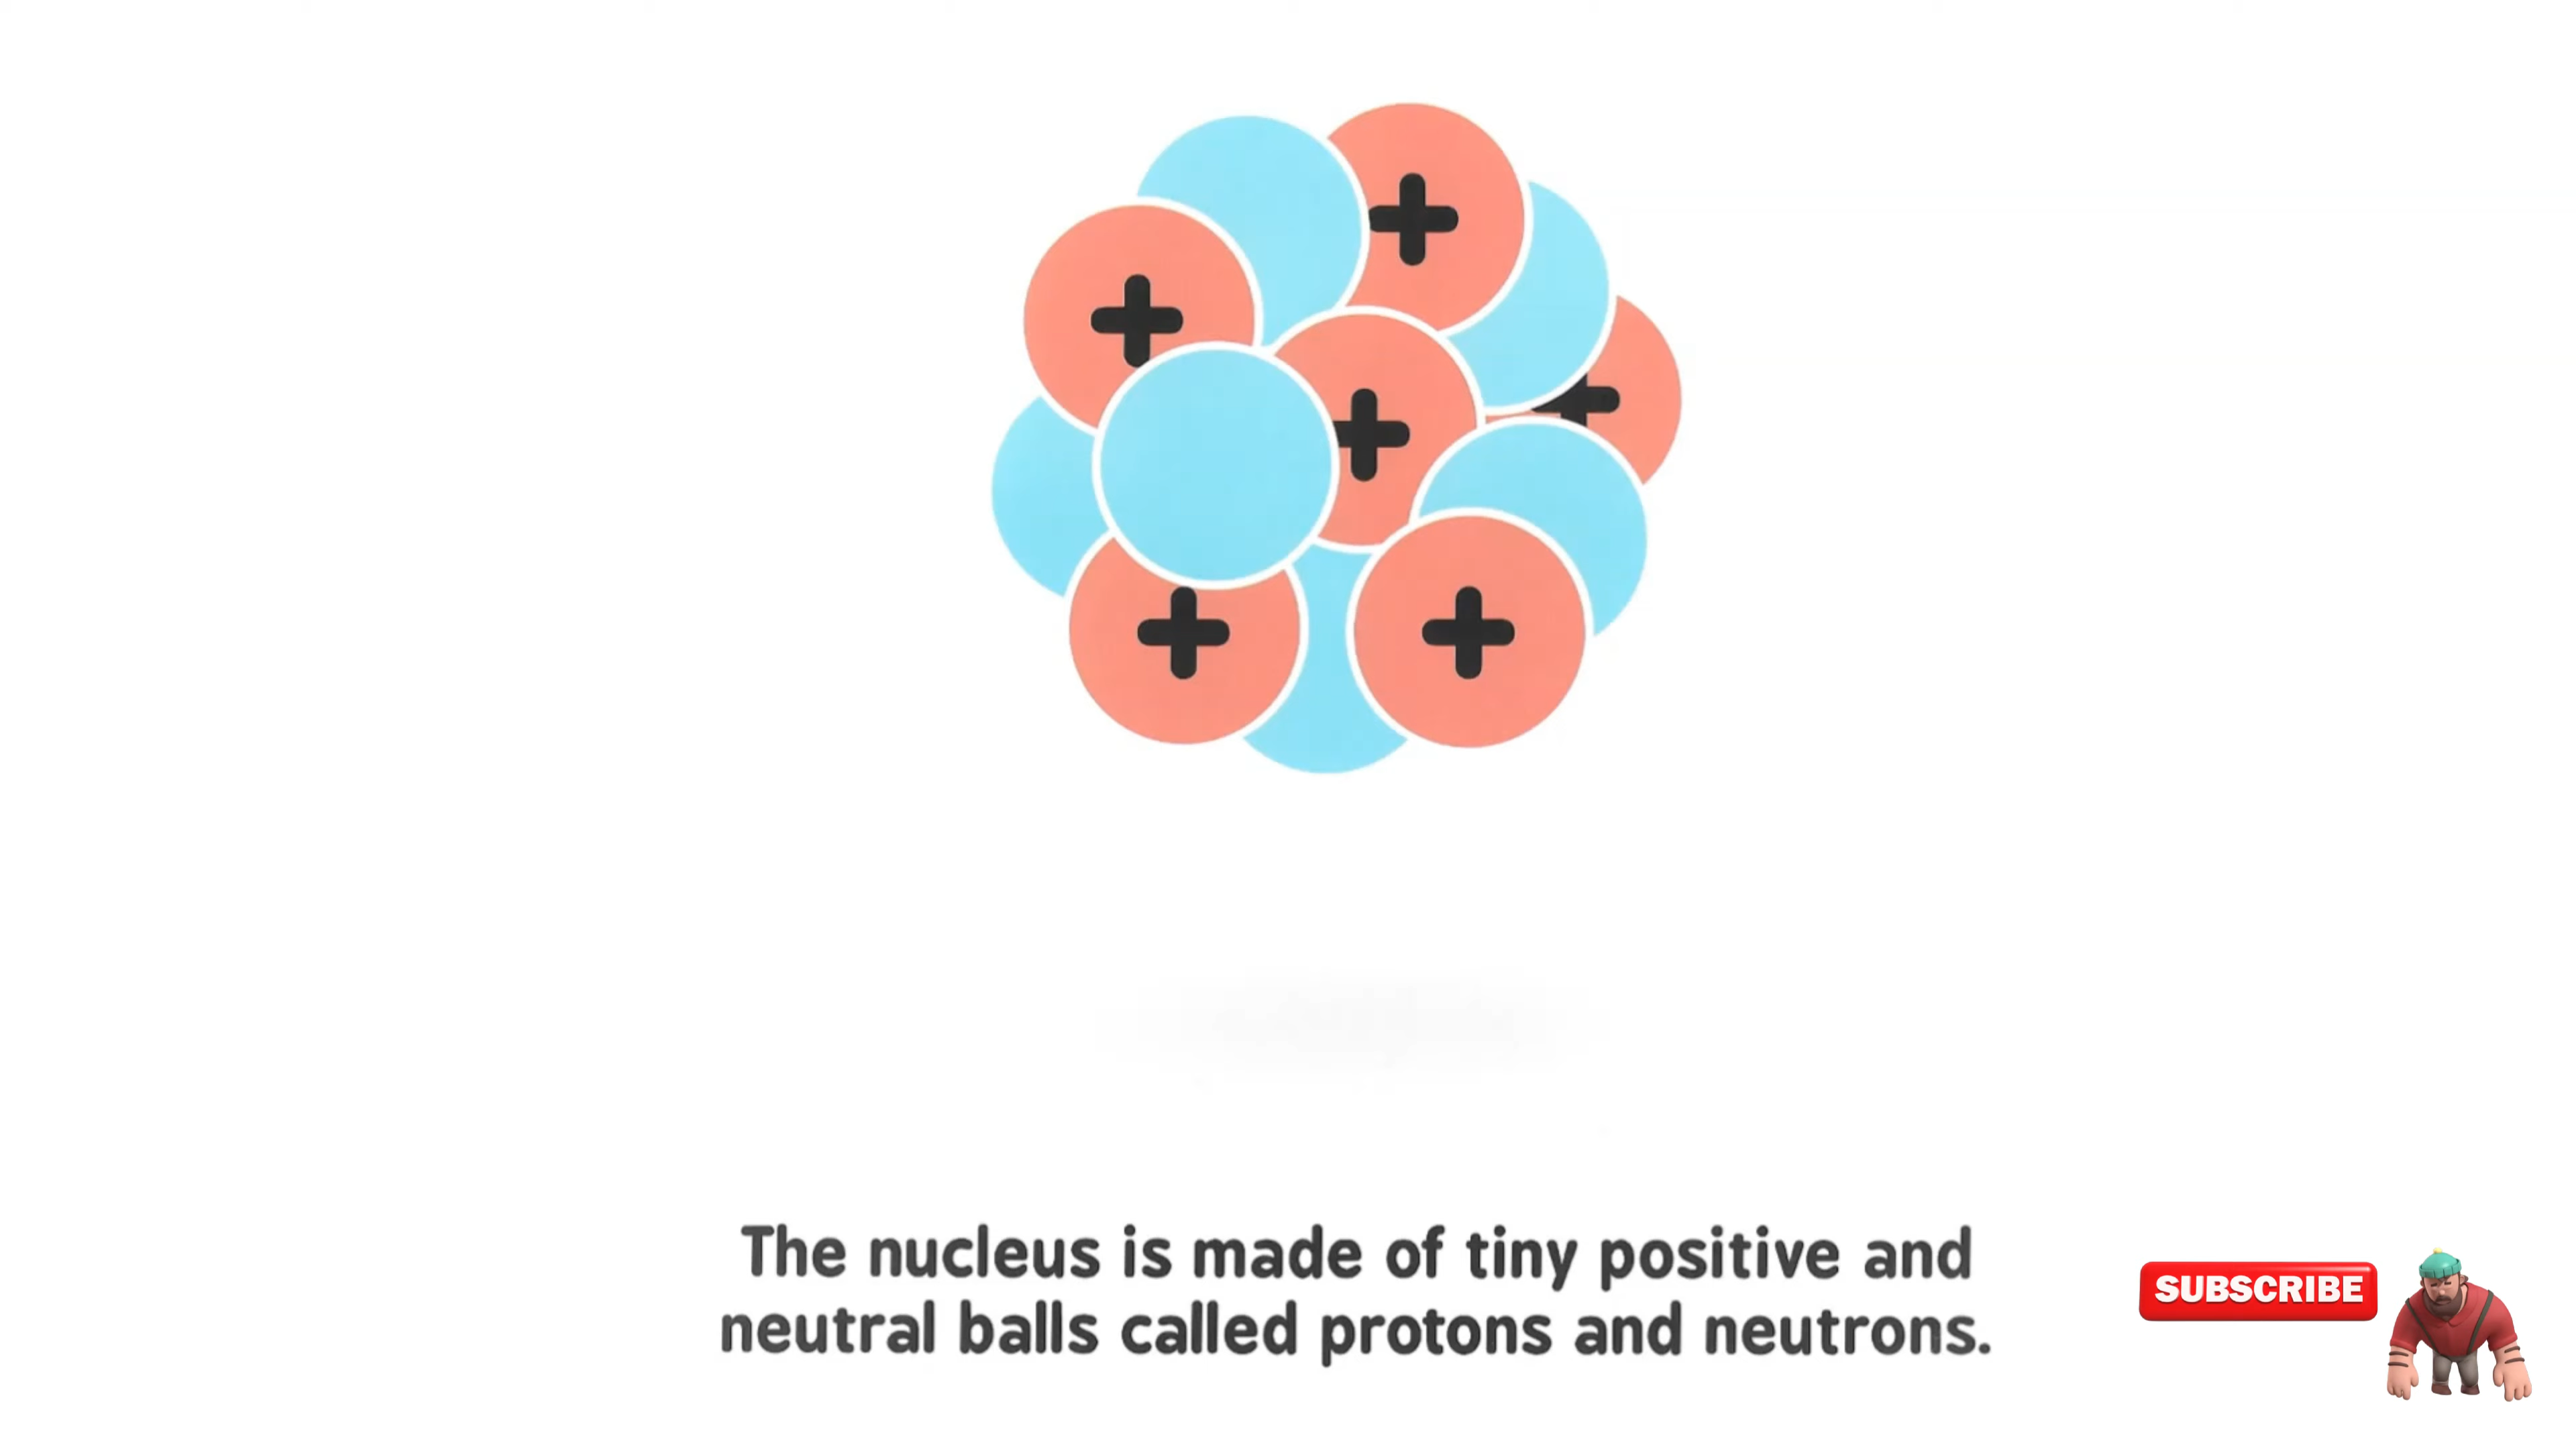 The nucleus is made of tiny positive and
neutral balls called protons and neutrons.
SUBSCRIBE